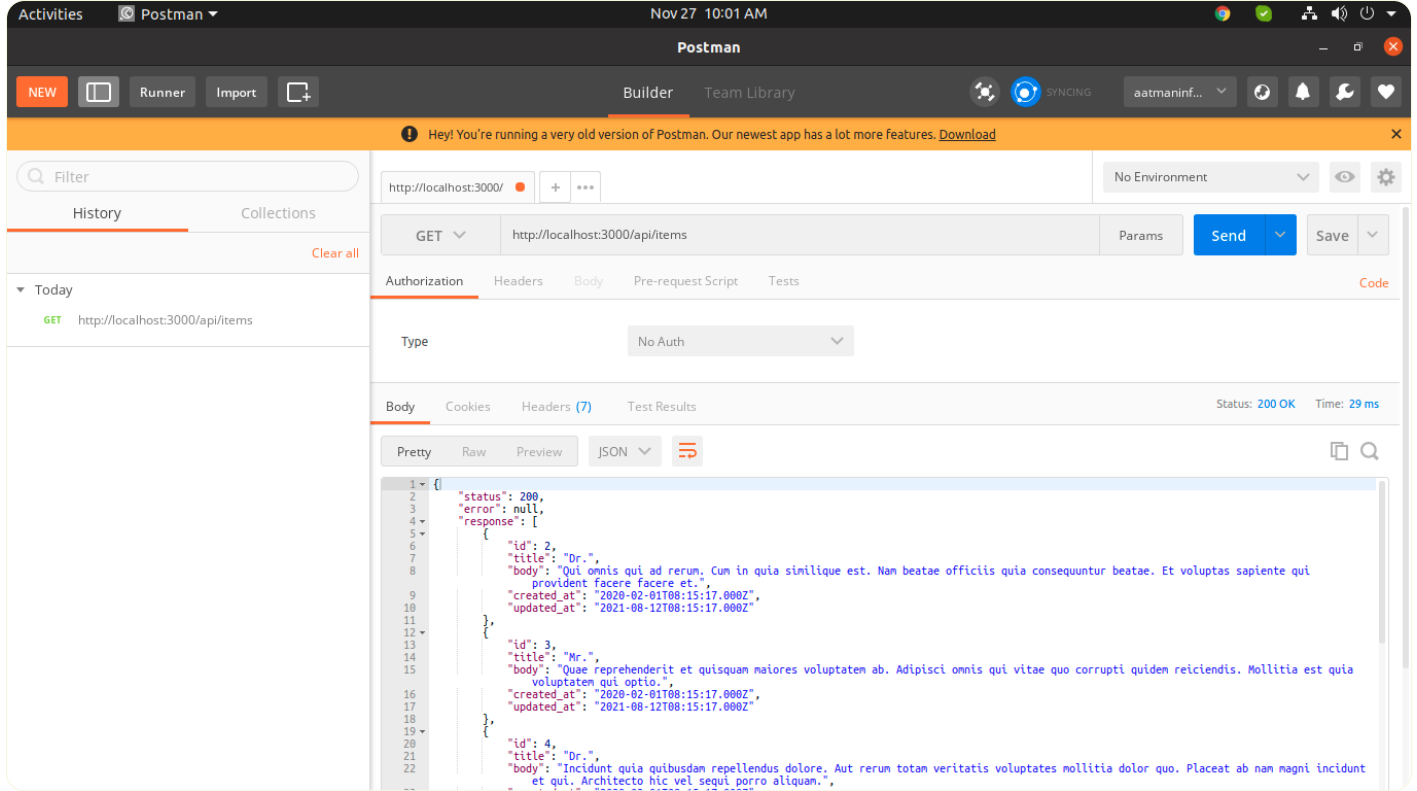 Activities Postman Nov 27 10:01 AM
Postman
NEW Runner Import Builder Team Library SYNCING aatmaninf...
Hey! You're running a very old version of Postman. Our newest app has a lot more features. Download
Filter
History Collections
Clear all
Today
GET http://localhost:3000/api/items
http://localhost:3000/ + ••• No Environment
GET http://localhost:3000/api/items Params Send Save
Authorization Headers Body Pre-request Script Tests Code
Type No Auth
Body Cookies Headers (7) Test Results Status: 200 OK Time: 29 ms
Pretty Raw Preview JSON
1 {
2 "status": 200,
3 "error": null,
4 "response": [
5 {
6 "id": 2,
7 "title": "Dr.",
8 "body": "Qui omnis qui ad rerum. Cum in quia similique est. Nam beatae officiis quia consequuntur beatae. Et voluptas sapiente qui
provident facere facere et.",
9 "created_at": "2020-02-01T08:15:17.000Z",
10 "updated_at": "2021-08-12T08:15:17.000Z"
11 },
12 {
13 "id": 3,
14 "title": "Mr.",
15 "body": "Quae reprehenderit et quisquam maiores voluptatem ab. Adipisci omnis qui vitae quo corrupti quidem reiciendis. Mollitia est quia
voluptatem qui optio.",
16 "created_at": "2020-02-01T08:15:17.000Z",
17 "updated_at": "2021-08-12T08:15:17.000Z"
18 },
19 {
20 "id": 4,
21 "title": "Dr.",
22 "body": "Incidunt quia quibusdam repellendus dolore. Aut rerum totam veritatis voluptates mollitia dolor quo. Placeat ab nam magni incidunt
et qui. Architecto hic vel sequi porro aliquam.",